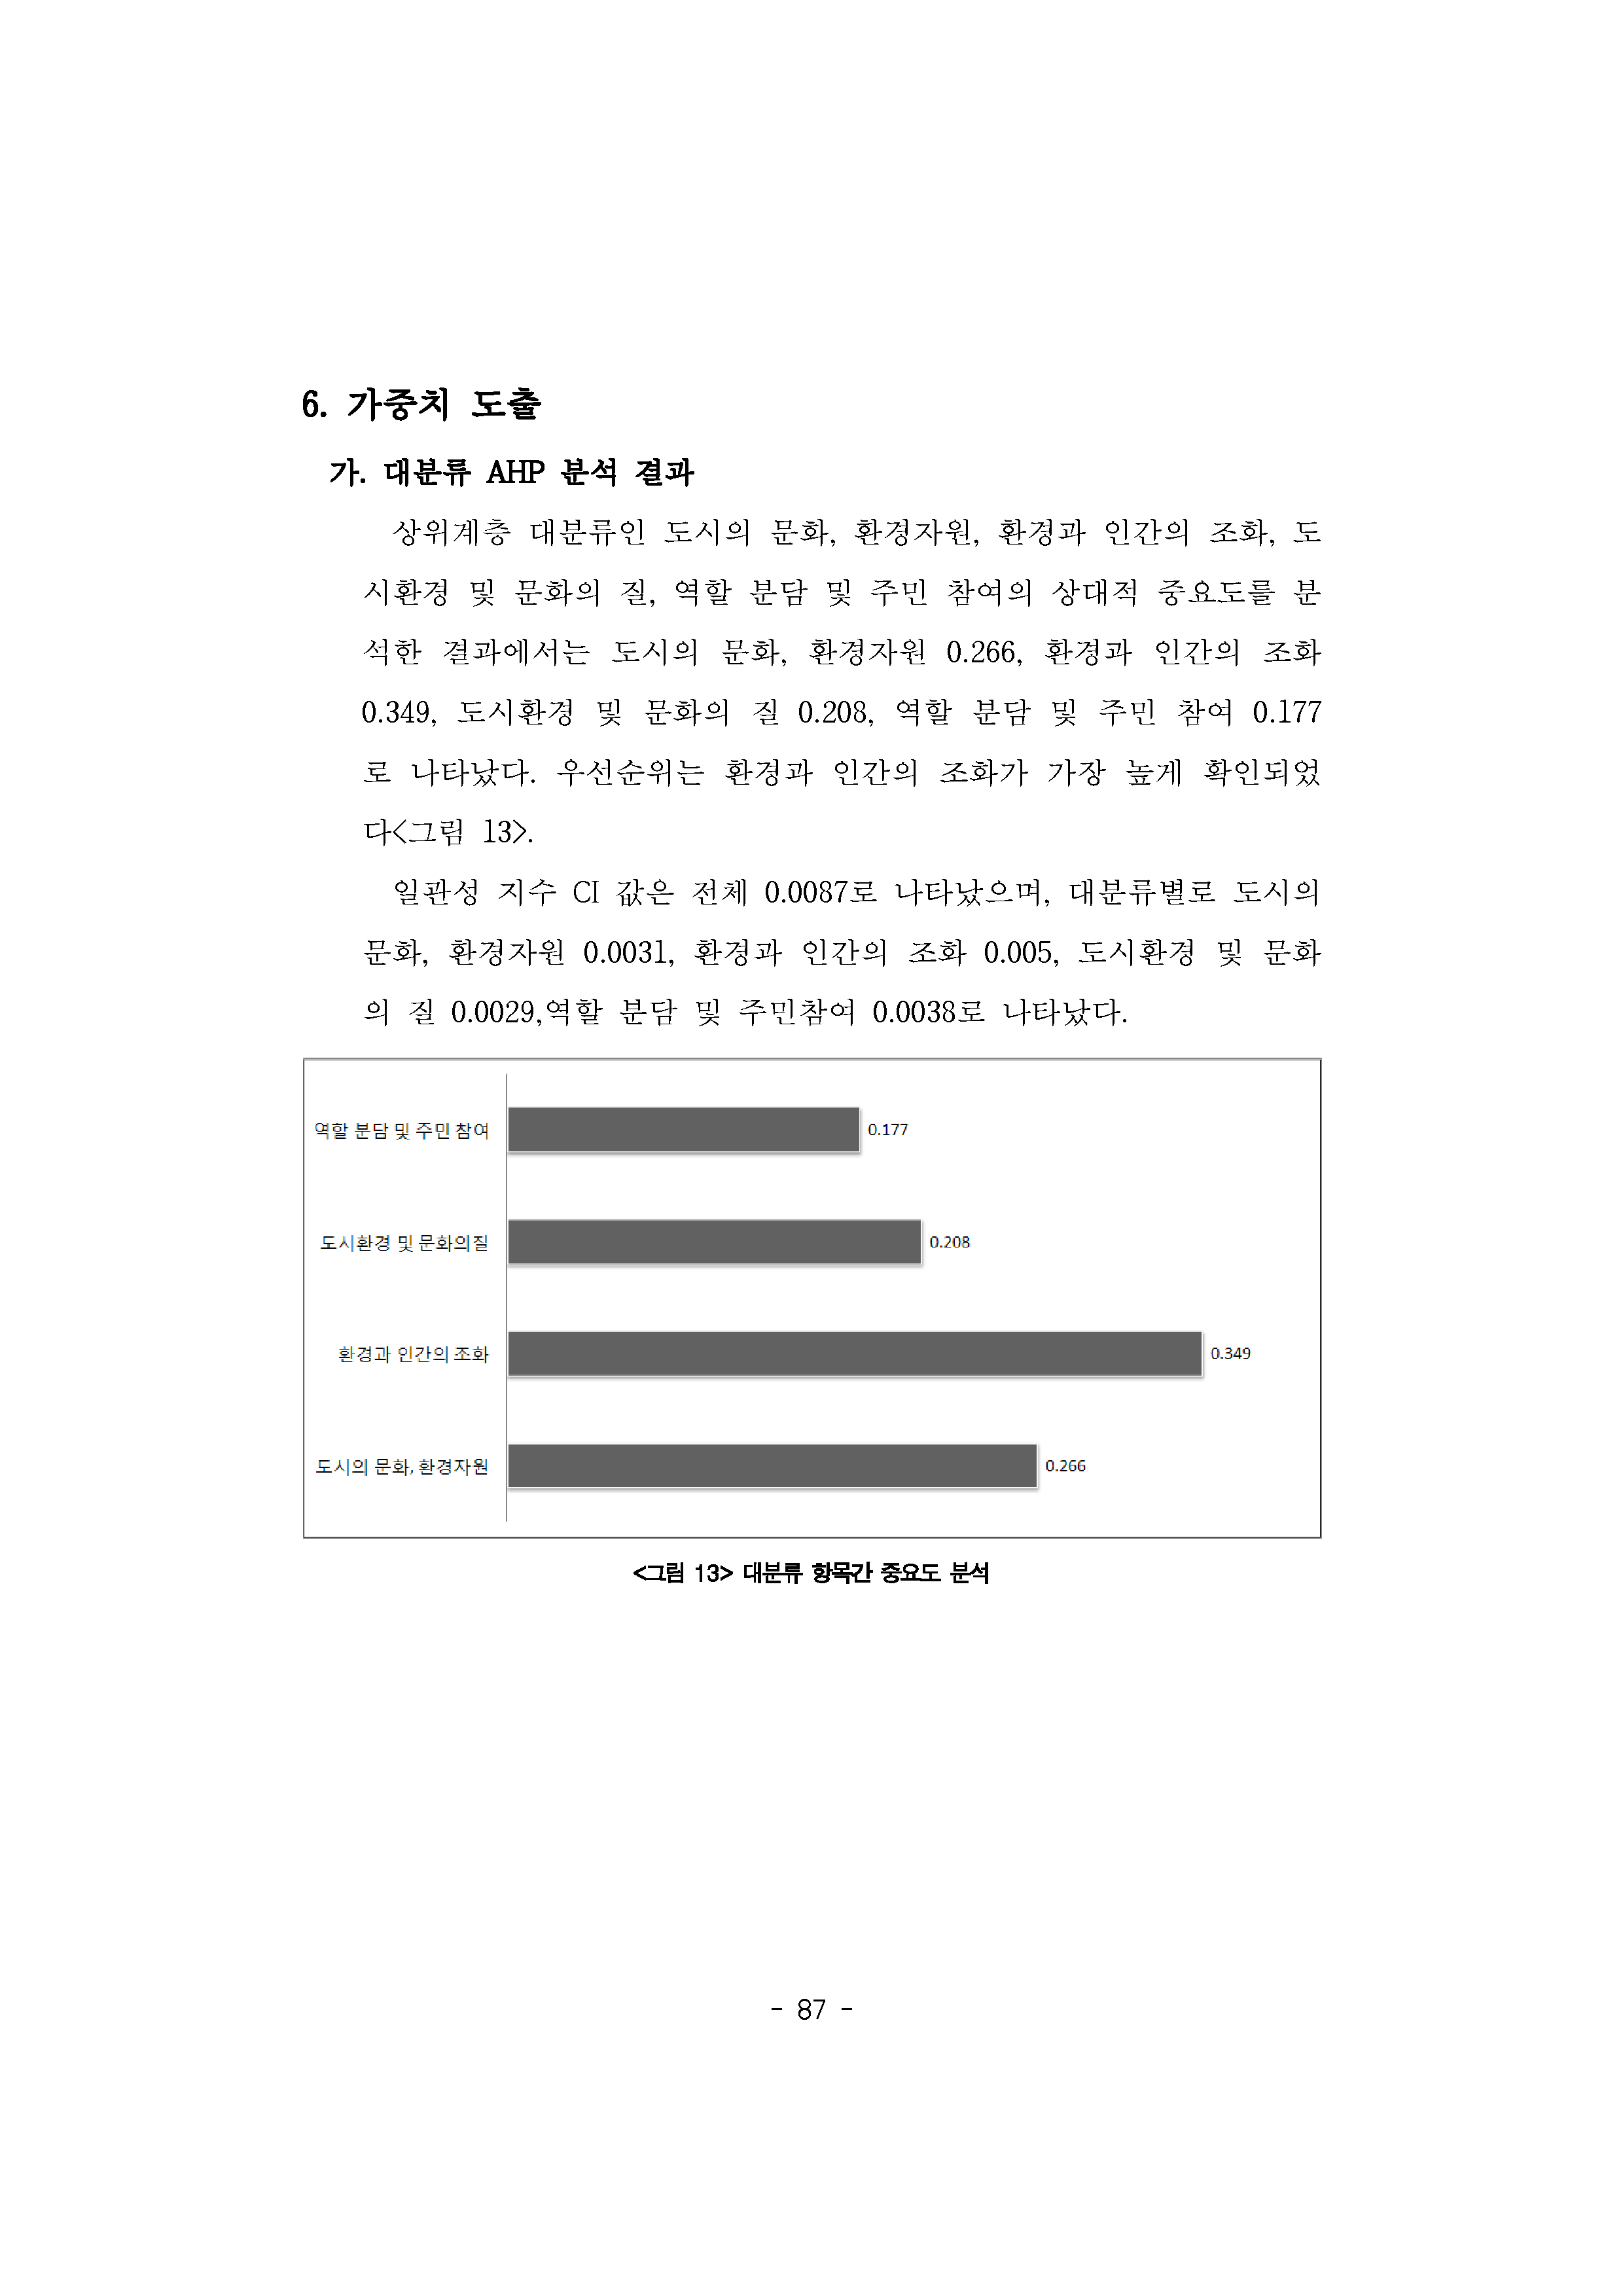 6. 가중치 도출
가. 대분류 AHP 분석 결과
상위계층 대분류인 도시의 문화, 환경자원, 환경과 인간의 조화, 도
시환경 및 문화의 질, 역할 분담 및 주민 참여의 상대적 중요도를 분
석한 결과에서는 도시의 문화, 환경자원 0.266, 환경과 인간의 조화
0.349, 도시환경 및 문화의 질 0.208, 역할 분담 및 주민 참여 0.177
로 나타났다. 우선순위는 환경과 인간의 조화가 가장 높게 확인되었
다<그림 13>.
일관성 지수 CI 값은 전체 0.0087로 나타났으며, 대분류별로 도시의
문화, 환경자원 0.0031, 환경과 인간의 조화 0.005, 도시환경 및 문화
의 질 0.0029,역할 분담 및 주민참여 0.0038로 나타났다.
역할 분담 및 주민 참여 0.177
도시환경 및 문화의질 0.208
환경과 인간의 조화 0.349
도시의 문화, 환경자원 0.266
<그림 13> 대분류 항목간 중요도 분석
- 87 -